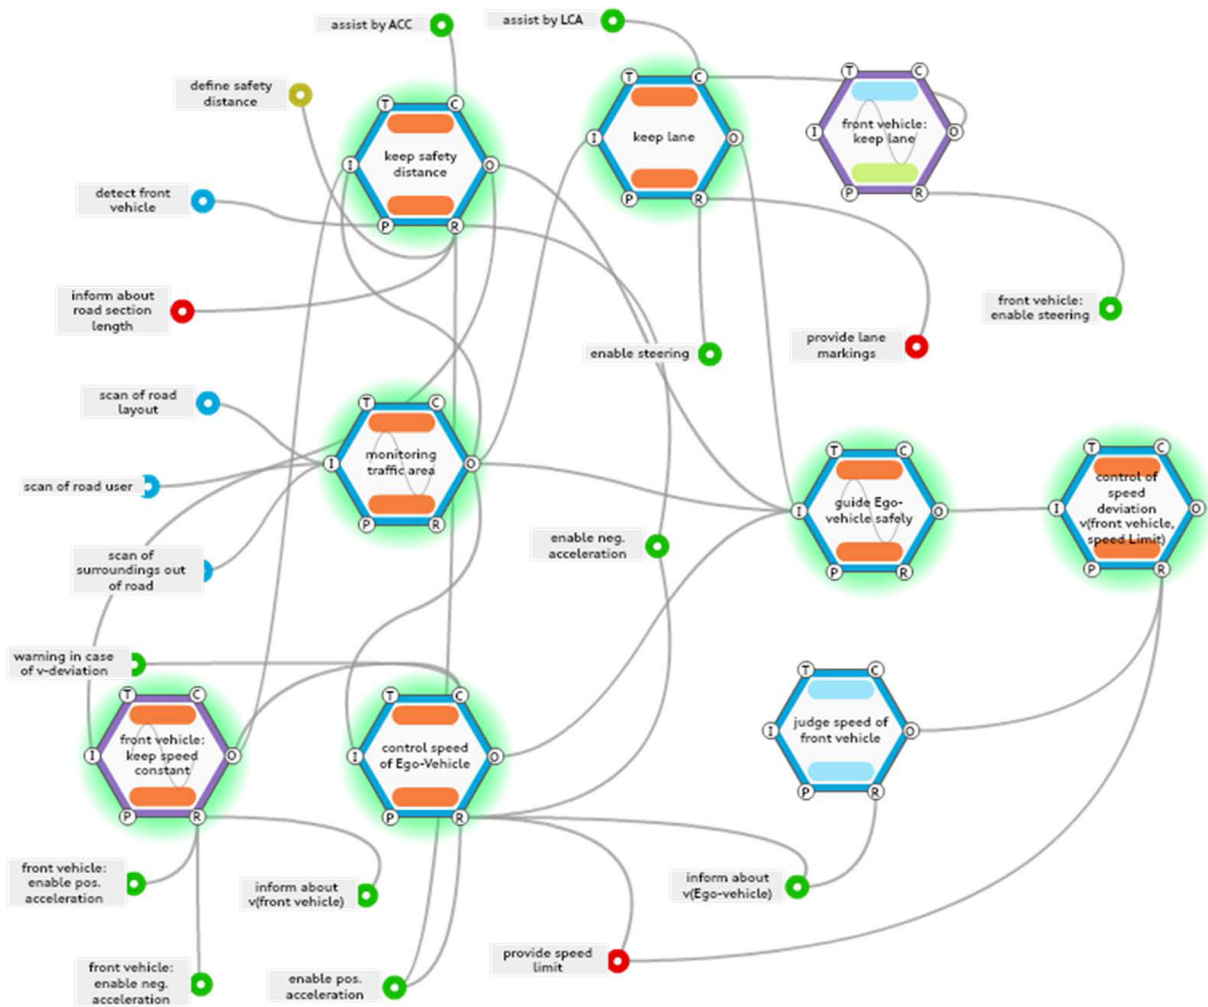 assist by ACC
assist by LCA
define safety
distance
T
C
keep safety
distance
I
O
P
R
T
C
keep lane
I
O
P
R
T
C
front vehicle:
keep lane
I
O
P
R
detect front
vehicle
inform about
road section
length
enable steering
provide lane
markings
front vehicle:
enable steering
scan of road
layout
scan of road user
scan of
surroundings out
of road
T
C
monitoring
traffic area
I
O
P
R
enable neg.
acceleration
T
C
guide Ego-
vehicle safely
I
O
P
R
T
C
control of
speed
deviation
v(front vehicle,
speed Limit)
I
O
P
R
warning in case
of v-deviation
T
C
front vehicle:
keep speed
constant
I
O
P
R
T
C
control speed
of Ego-Vehicle
I
O
P
R
T
C
judge speed of
front vehicle
I
O
P
R
front vehicle:
enable pos.
acceleration
inform about
v(front vehicle)
inform about
v(Ego-vehicle)
front vehicle:
enable neg.
acceleration
enable pos.
acceleration
provide speed
limit